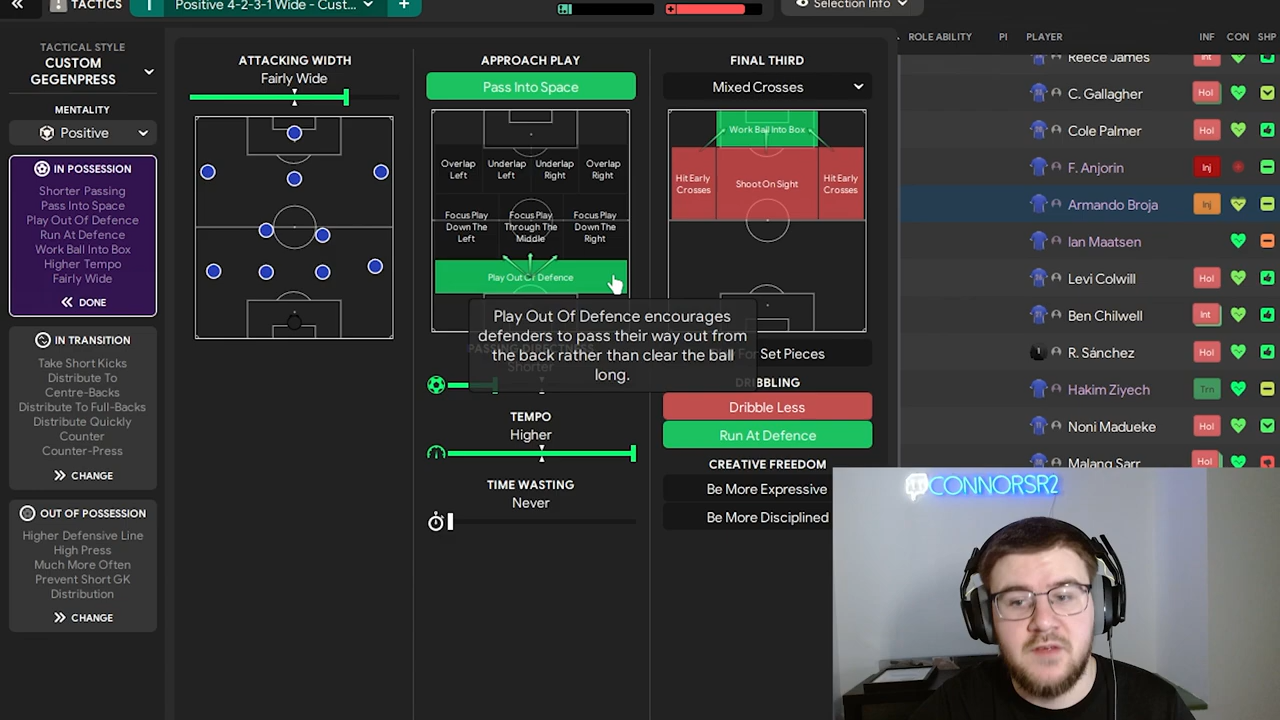 TACTICS
Positive 4-2-3-1 Wide - Cust...
Selection Info
TACTICAL STYLE
CUSTOM
GEGENPRESS
MENTALITY
Positive
IN POSSESSION
Shorter Passing
Pass Into Space
Play Out Of Defence
Run At Defence
Work Ball Into Box
Higher Tempo
Fairly Wide
DONE
IN TRANSITION
Take Short Kicks
Distribute To
Centre-Backs
Distribute To Full-Backs
Distribute Quickly
Counter
Counter-Press
CHANGE
OUT OF POSSESSION
Higher Defensive Line
High Press
Much More Often
Prevent Short GK
Distribution
CHANGE
ATTACKING WIDTH
Fairly Wide
APPROACH PLAY
Pass Into Space
Overlap
Left
Underlap
Left
Underlap
Right
Overlap
Right
Focus Play
Down The
Left
Focus Play
Through The
Middle
Focus Play
Down The
Right
Play Out Of Defence
Play Out Of Defence encourages
defenders to pass their way out from
the back rather than clear the ball
long.
PASSING DIRECTNESS
Shorter
TEMPO
Higher
TIME WASTING
Never
FINAL THIRD
Mixed Crosses
Work Ball Into Box
Hit Early
Crosses
Shoot On Sight
Hit Early
Crosses
Set Pieces
DRIBBLING
Dribble Less
Run At Defence
CREATIVE FREEDOM
Be More Expressive
Be More Disciplined
ROLE ABILITY PI PLAYER INF CON SHP
Reece James Int
C. Gallagher Hol
Cole Palmer Hol
F. Anjorin Inj
Armando Broja Inj
Ian Maatsen
Levi Colwill Hol
Ben Chilwell Int
R. Sánchez Hol
Hakim Ziyech Trn
Noni Madueke Hol
Malang Sarr Hol
CONNORSR2